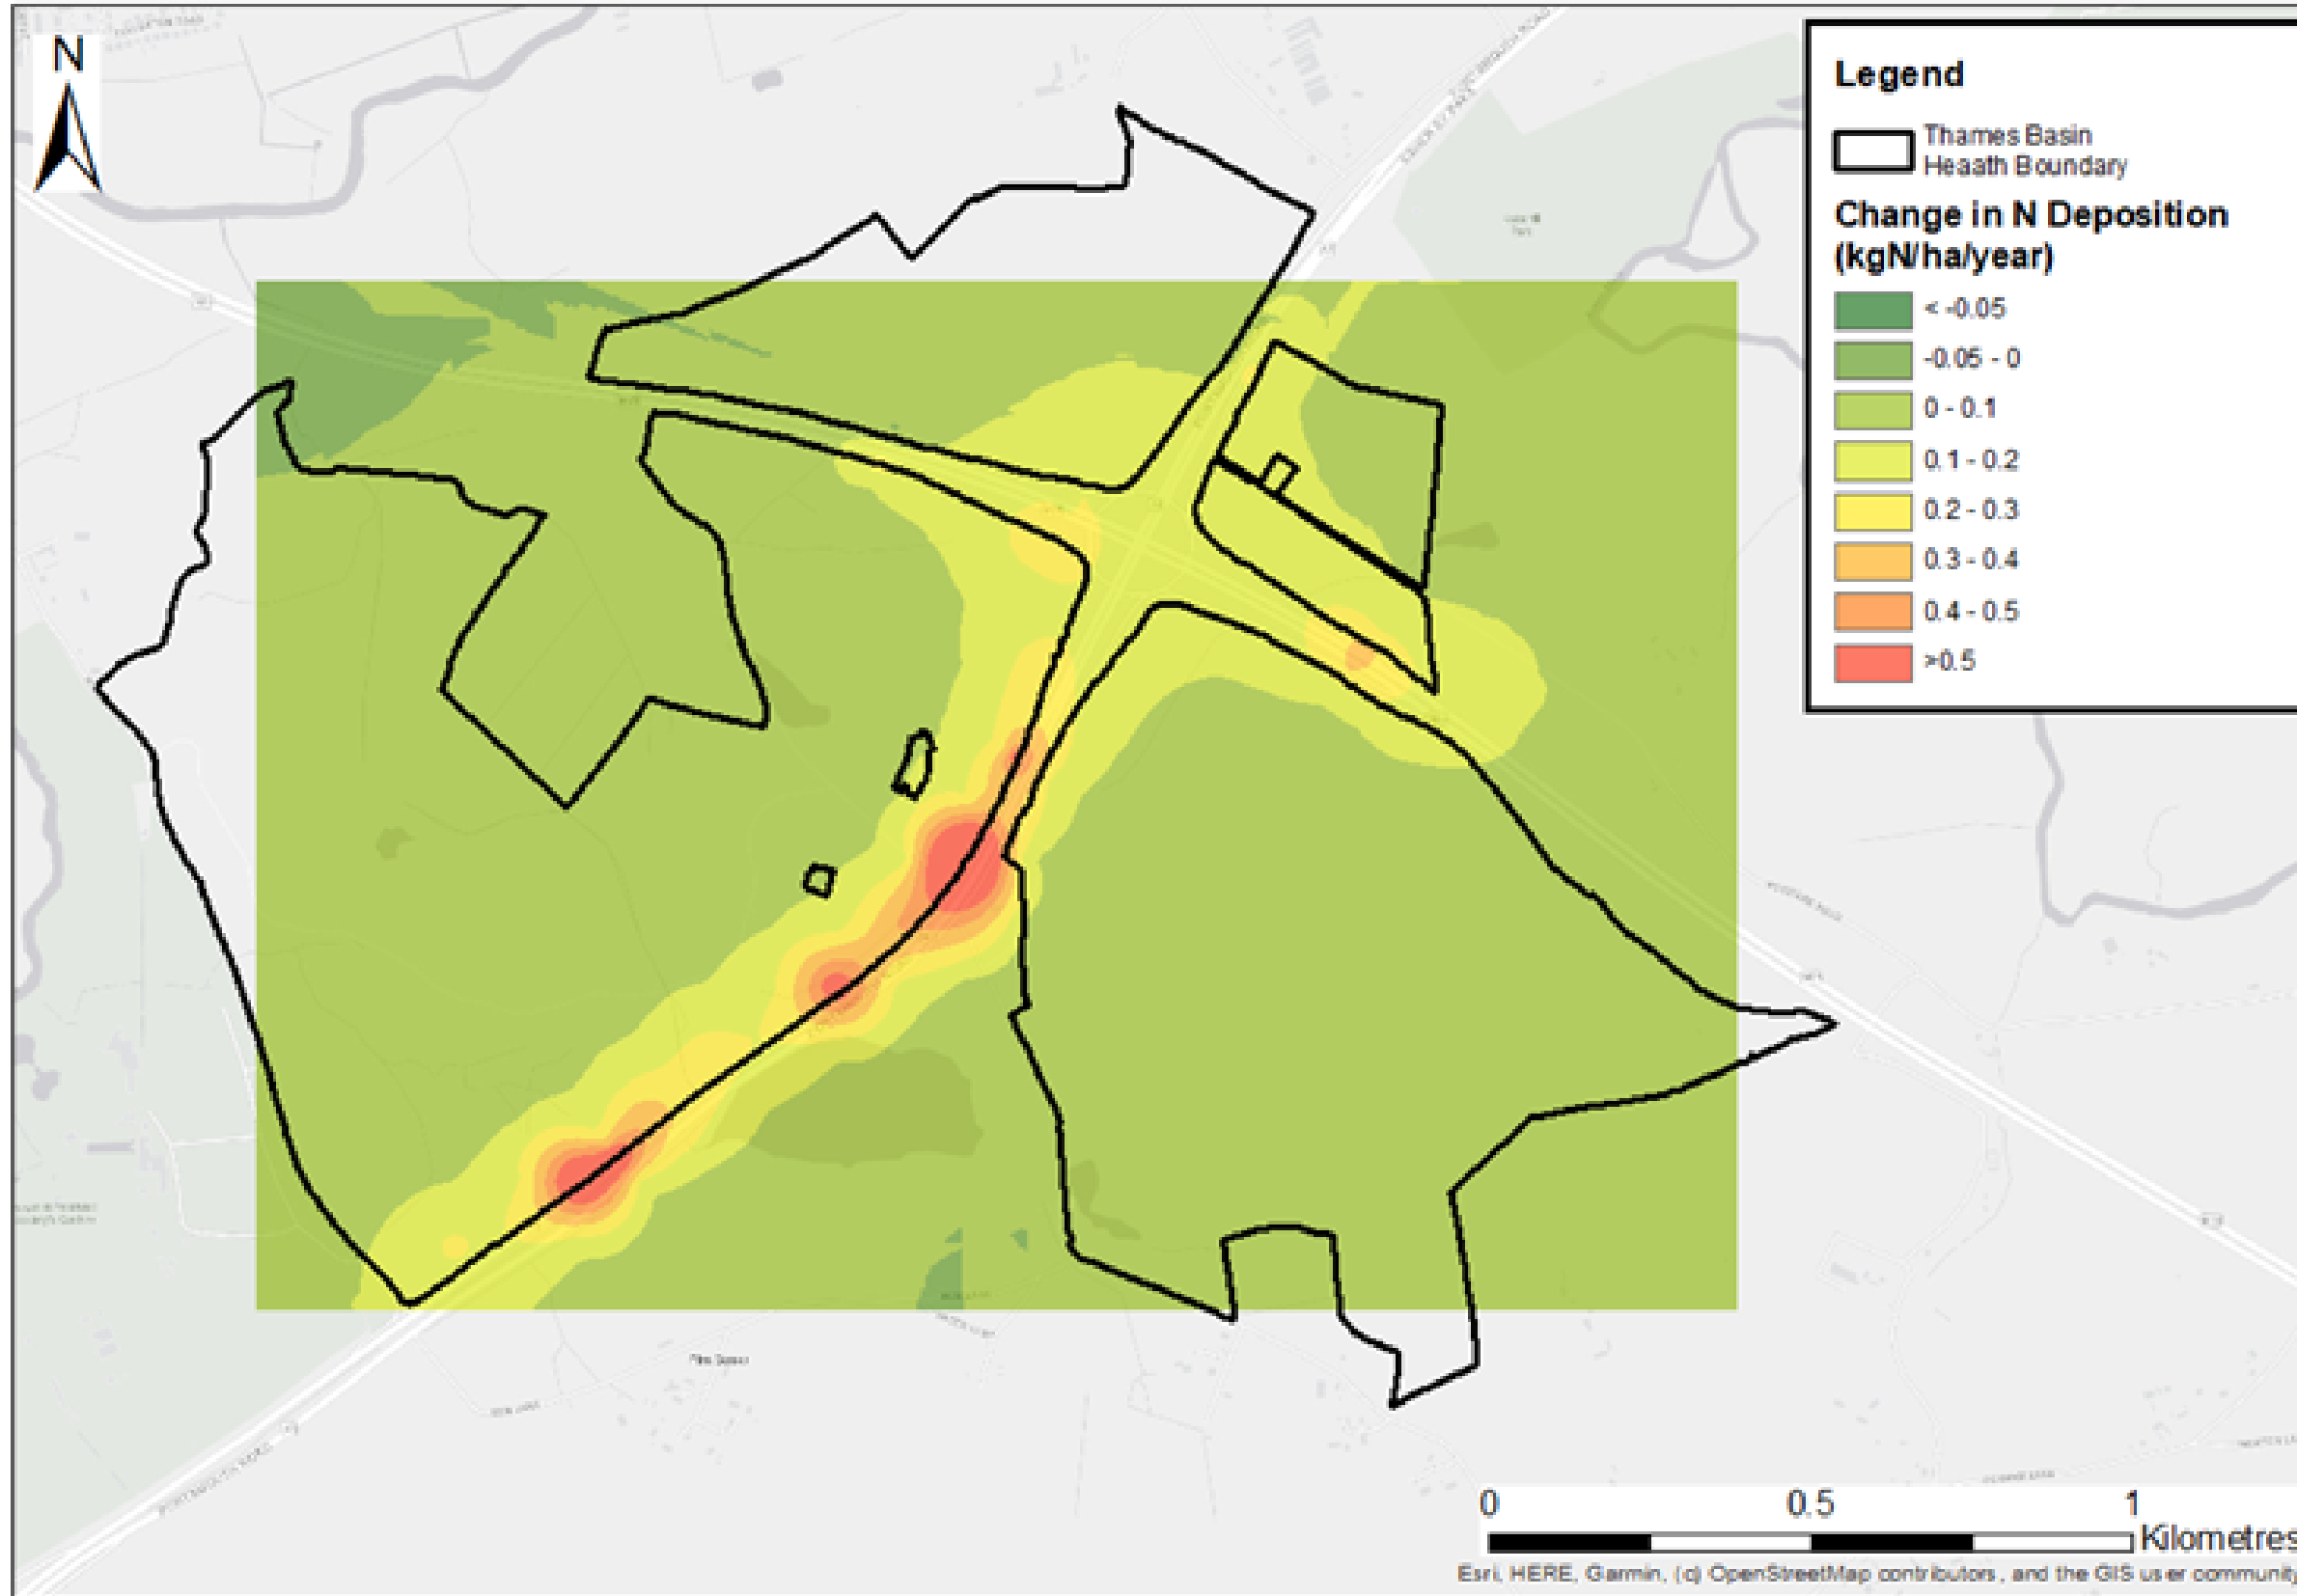 N
Legend
Thames Basin
Heaath Boundary
Change in N Deposition
(kgN/ha/year)
< -0.05
-0.05 - 0
0 - 0.1
0.1 - 0.2
0.2 - 0.3
0.3 - 0.4
0.4 - 0.5
>0.5
PORTSMOUTH ROAD
0 0.5 1
Kilometres
Esri, HERE, Garmin, (c) OpenStreetMap contributors, and the GIS user community